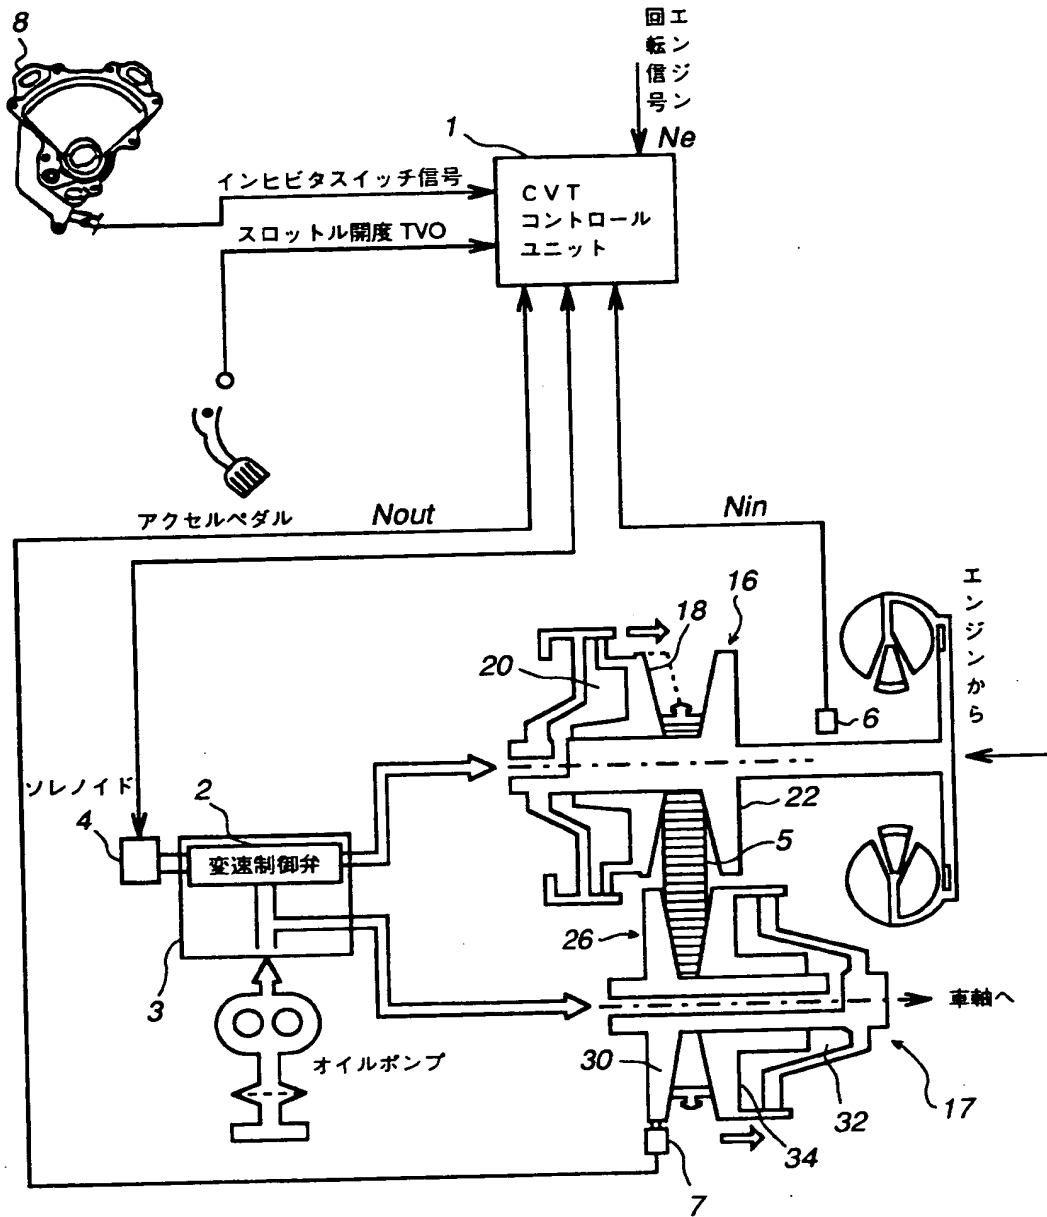 8
エンジン
回転信号
1
Ne
インヒビタスイッチ信号
CVT
コントロール
ユニット
スロットル開度 TVO
アクセルペダル
Nout
Nin
16
18
20
エンジンから
6
ソレノイド
2
4
変速制御弁
22
5
26
3
車軸へ
オイルポンプ
30
32
17
34
7